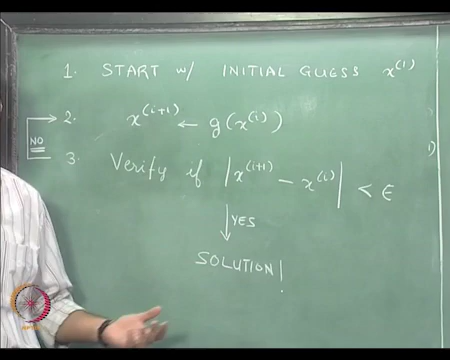 1. START w/ INITIAL GUESS x^(1)
2. x^(i+1) ← g(x^(i))
NO
3. Verify if |x^(i+1) - x^(i)| < ϵ
YES
SOLUTION!